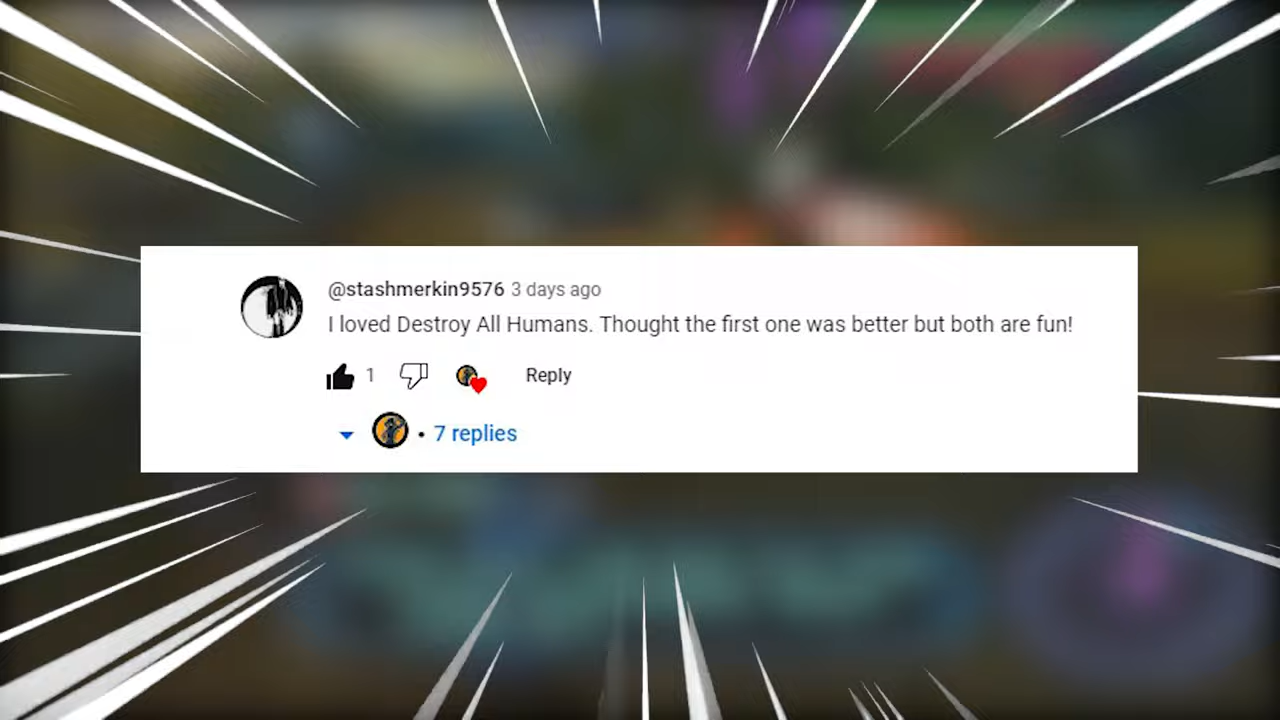 @stashmerkin9576 3 days ago
I loved Destroy All Humans. Thought the first one was better but both are fun!
1 Reply
• 7 replies